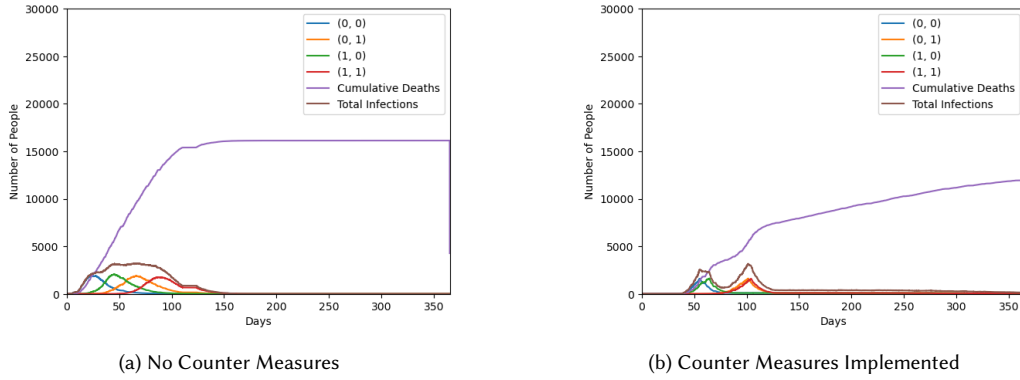 30000
25000
20000
15000
10000
5000
0
Number of People
0 50 100 150 200 250 300 350
Days
(0, 0)
(0, 1)
(1, 0)
(1, 1)
Cumulative Deaths
Total Infections
(a) No Counter Measures
30000
25000
20000
15000
10000
5000
0
Number of People
0 50 100 150 200 250 300 350
Days
(0, 0)
(0, 1)
(1, 0)
(1, 1)
Cumulative Deaths
Total Infections
(b) Counter Measures Implemented